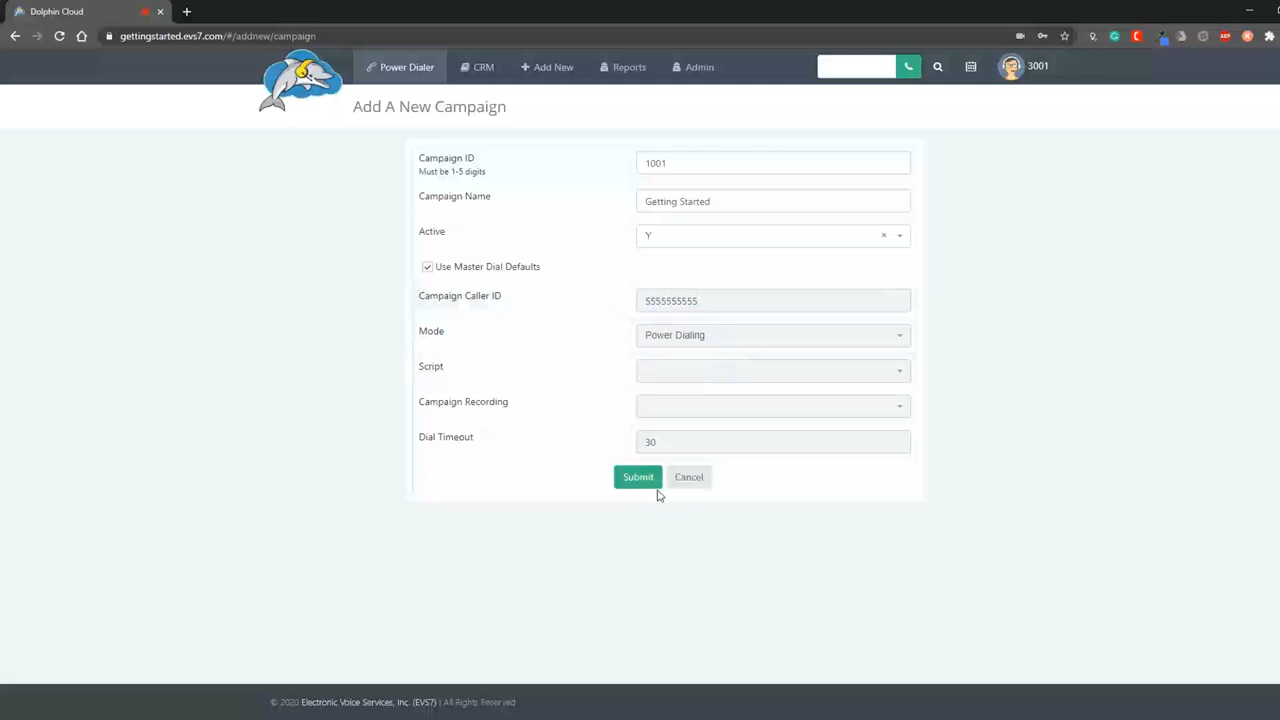 Dolphin Cloud
gettingstarted.evs7.com/#/addnew/campaign
Power Dialer CRM Add New Reports Admin 3001
Add A New Campaign
Campaign ID 1001
Must be 1-5 digits
Campaign Name Getting Started
Active Y
Use Master Dial Defaults
Campaign Caller ID 5555555555
Mode Power Dialing
Script
Campaign Recording
Dial Timeout 30
Submit Cancel
© 2020 Electronic Voice Services, Inc. (EVS7) | All Rights Reserved